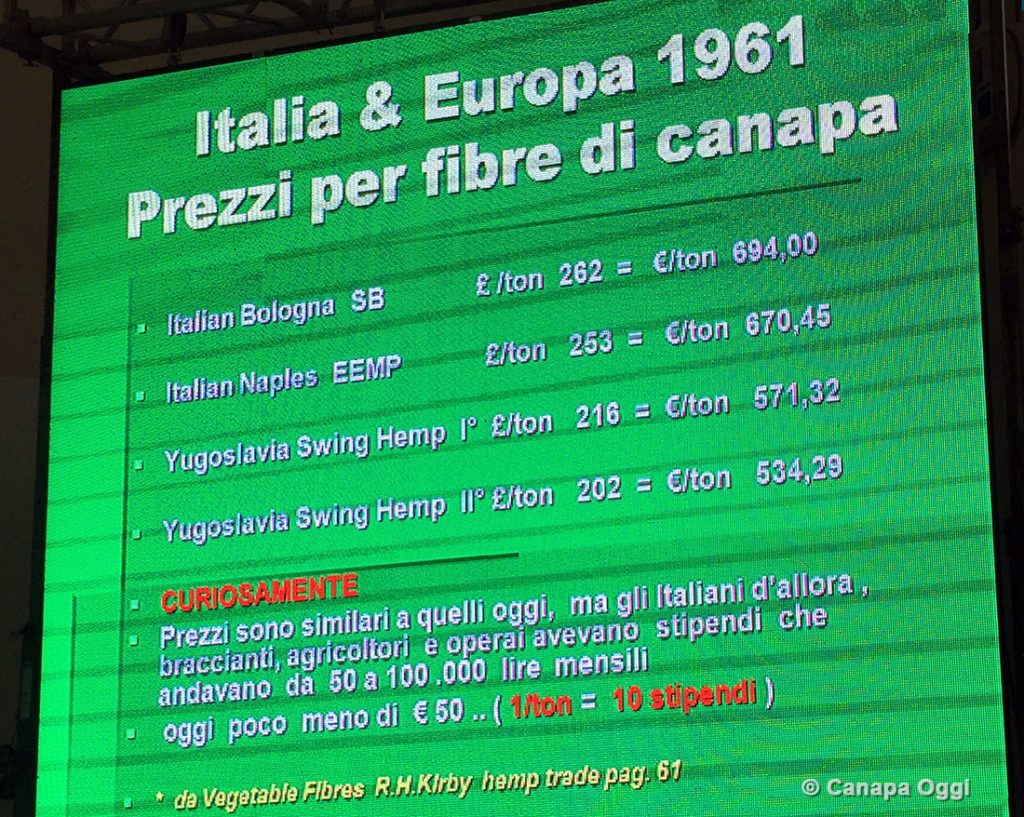 Italia & Europa 1961
Prezzi per fibre di canapa
Italian Bologna SB £ /ton 262 = €/ton 694,00
Italian Naples EEMP £/ton 253 = €/ton 670,45
Yugoslavia Swing Hemp I° £/ton 216 = €/ton 571,32
Yugoslavia Swing Hemp II° £/ton 202 = €/ton 534,29
CURIOSAMENTE
Prezzi sono similari a quelli oggi, ma gli Italiani d'allora ,
braccianti, agricoltori e operai avevano stipendi che
andavano da 50 a 100 .000 lire mensili
oggi poco meno di € 50 .. ( 1/ton = 10 stipendi )
* da Vegetable Fibres R.H.KIrby hemp trade pag. 61
© Canapa Oggi